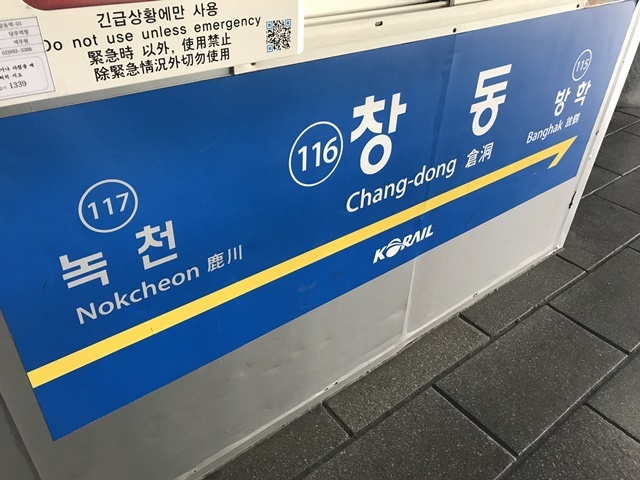 긴급상황에만 사용
Do not use unless emergency
緊急時 以外, 使用禁止
除緊急情況外切勿使用
1339
117
녹천
Nokcheon 鹿川
116
창동
Chang-dong 倉洞
115
방학
Banghak 放鶴
KORAIL